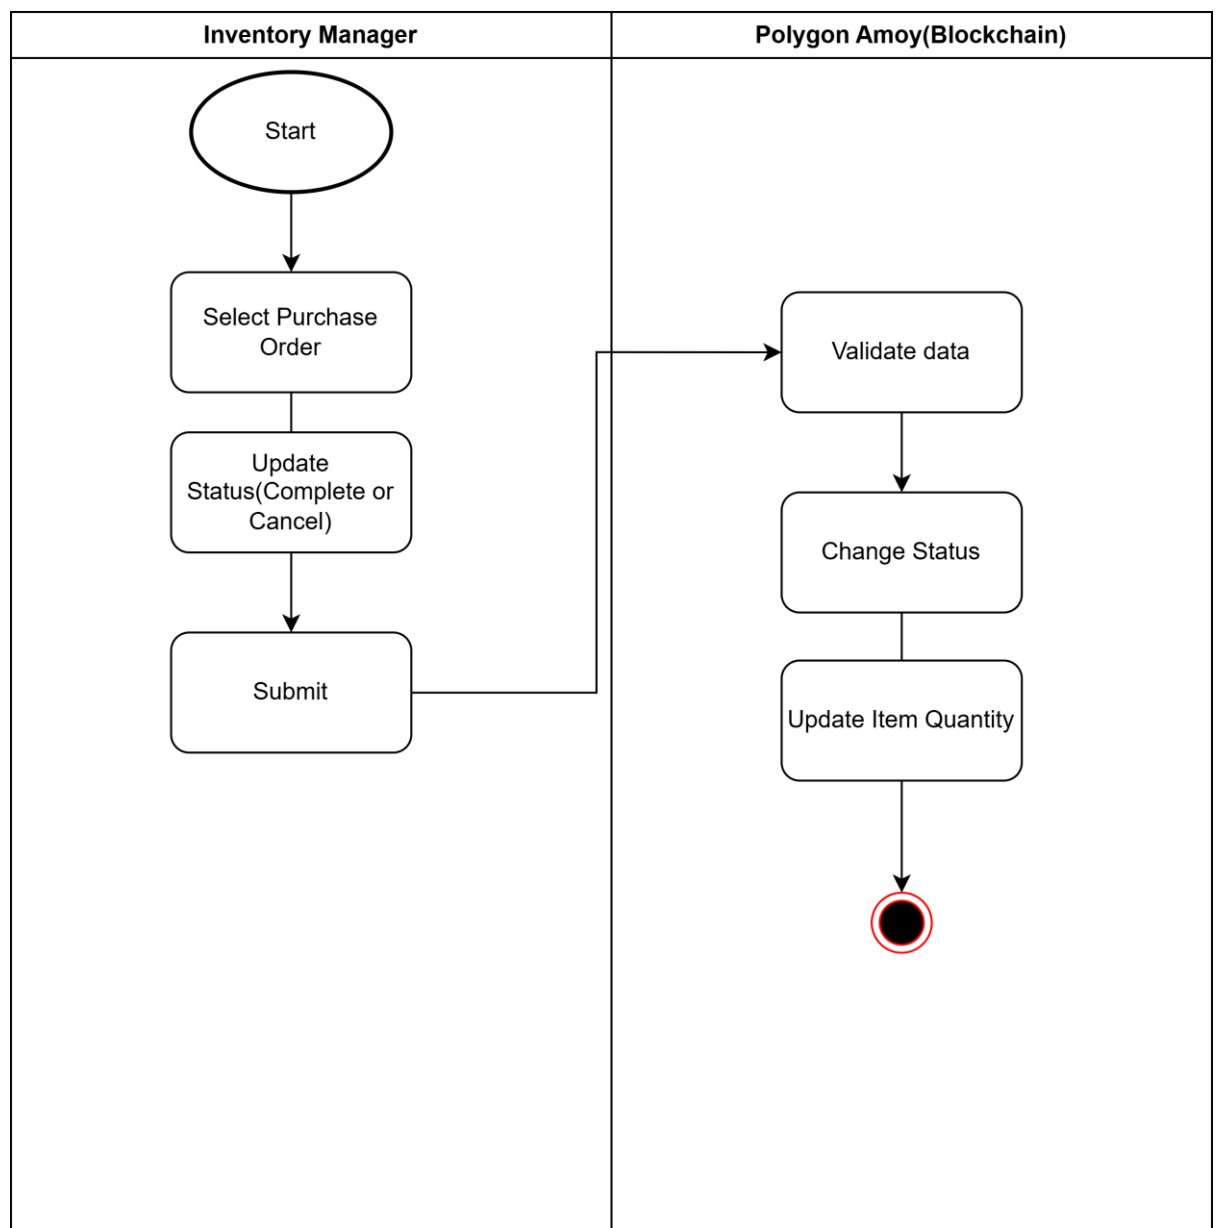 Inventory Manager
Polygon Amoy(Blockchain)
Start
Select Purchase
Order
Update
Status(Complete or
Cancel)
Submit
Validate data
Change Status
Update Item Quantity